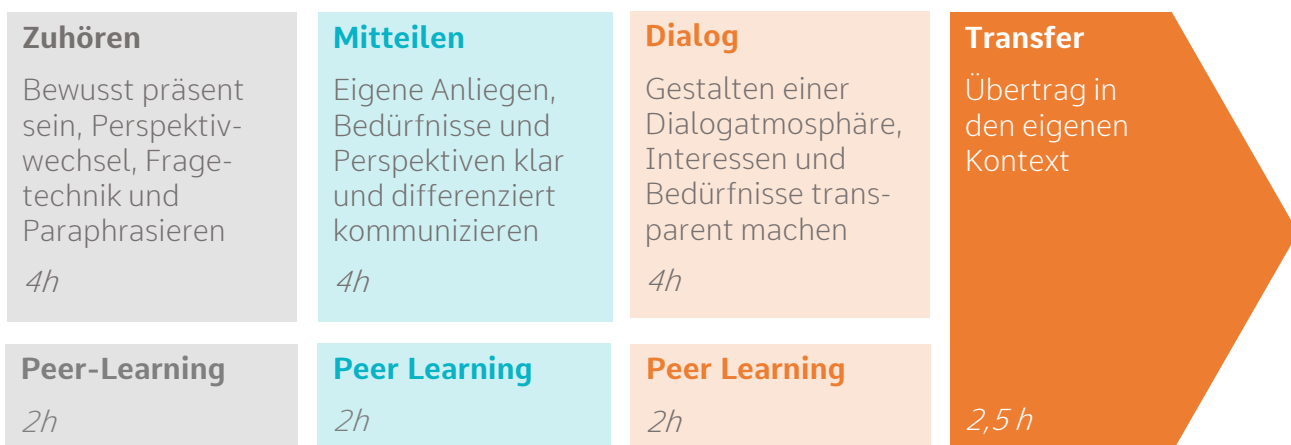 Zuhören
Bewusst präsent
sein, Perspektiv-
wechsel, Frage-
technik und
Paraphrasieren
4h
Mitteilen
Eigene Anliegen,
Bedürfnisse und
Perspektiven klar
und differenziert
kommunizieren
4h
Dialog
Gestalten einer
Dialogatmosphäre,
Interessen und
Bedürfnisse trans-
parent machen
4h
Transfer
Übertrag in
den eigenen
Kontext
2,5 h
Peer-Learning
2h
Peer Learning
2h
Peer Learning
2h